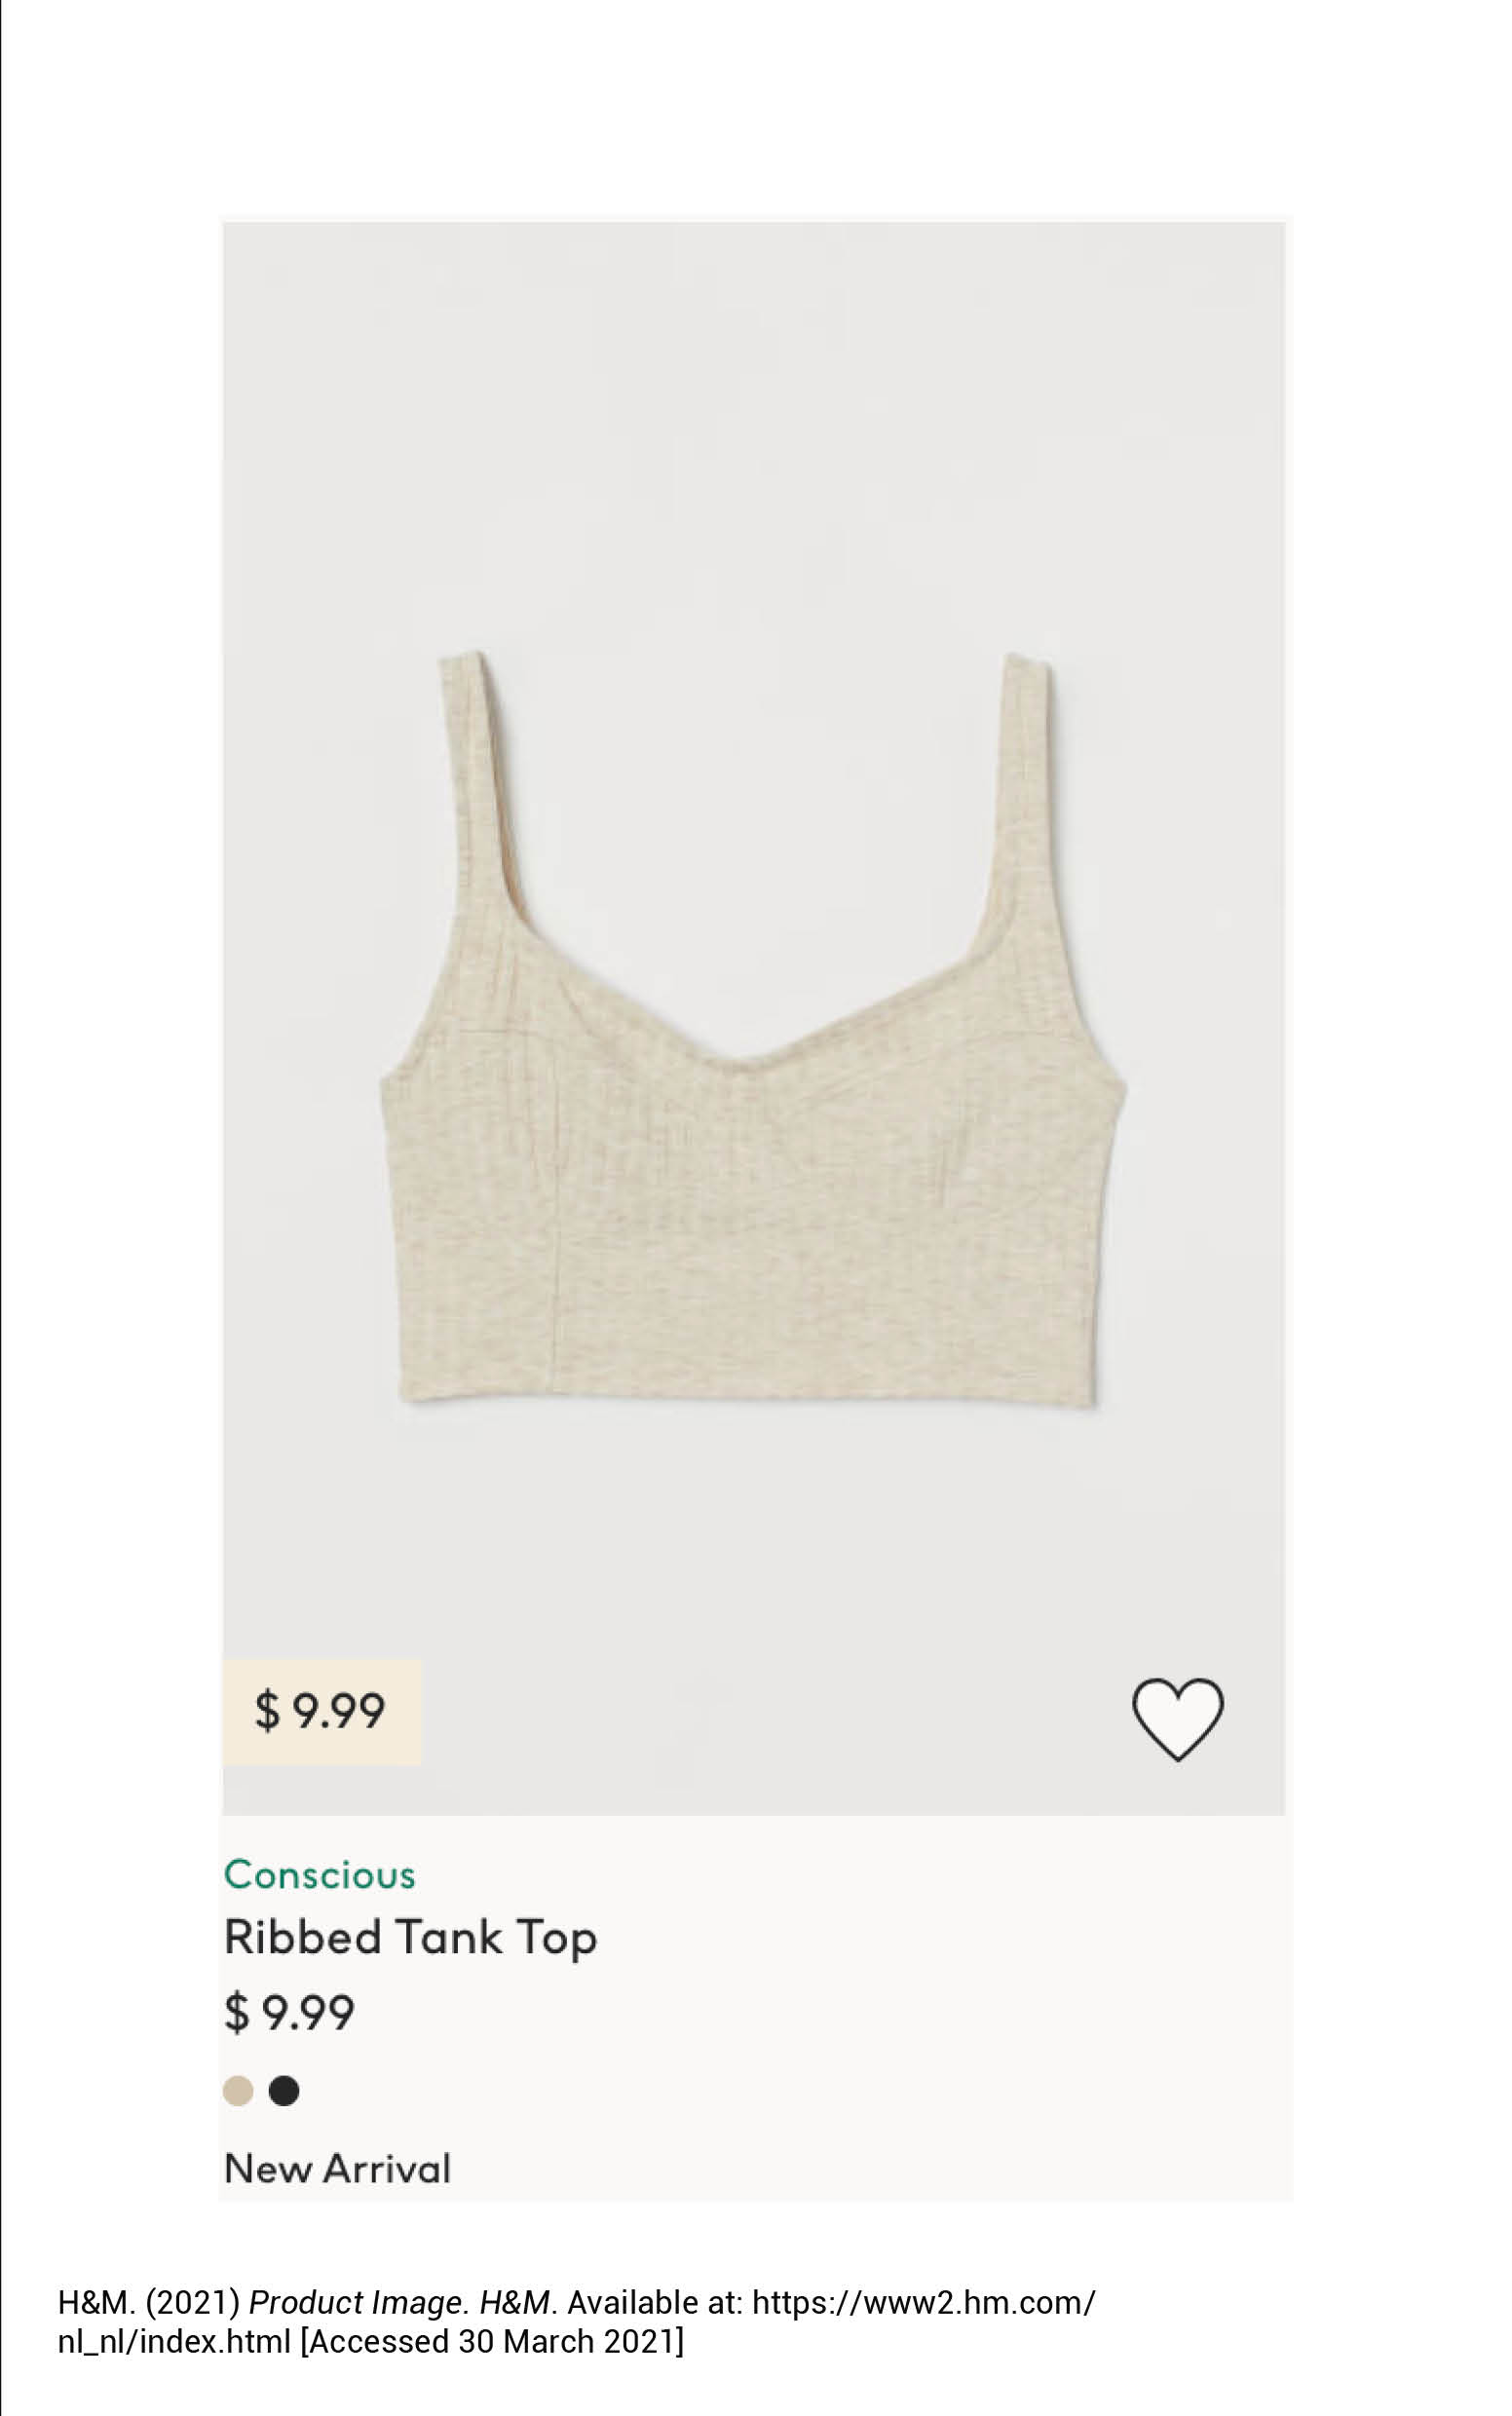 $ 9.99
Conscious
Ribbed Tank Top
$ 9.99
New Arrival
H&M. (2021) Product Image. H&M. Available at: https://www2.hm.com/
nl_nl/index.html [Accessed 30 March 2021]